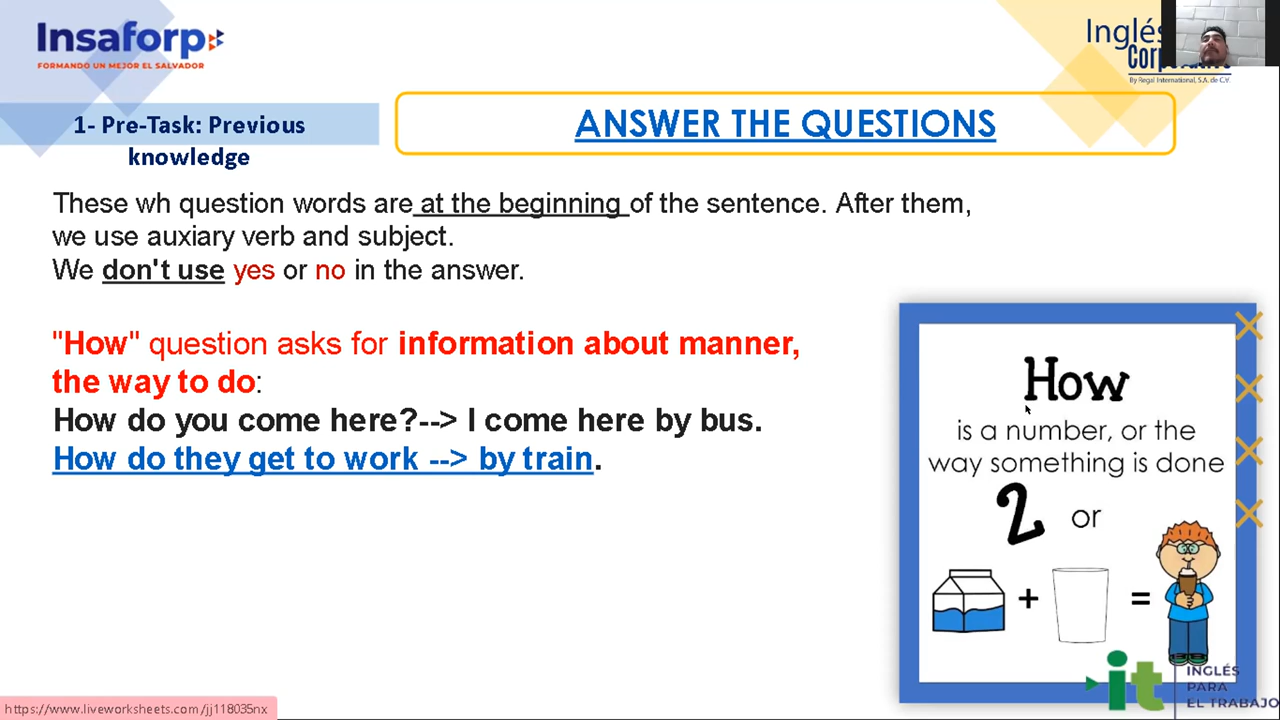 Insaforp
FORMANDO UN MEJOR EL SALVADOR
Inglés
Corporativo
By Regal International, S.A. de C.V.
1- Pre-Task: Previous
knowledge
ANSWER THE QUESTIONS
These wh question words are at the beginning of the sentence. After them,
we use auxiary verb and subject.
We don't use yes or no in the answer.
"How" question asks for information about manner,
the way to do:
How do you come here?--> I come here by bus.
How do they get to work --> by train.
How
is a number, or the
way something is done
2 or
+ =
it
INGLÉS
PARA
EL TRABAJO
https://www.liveworksheets.com/jj118035nx